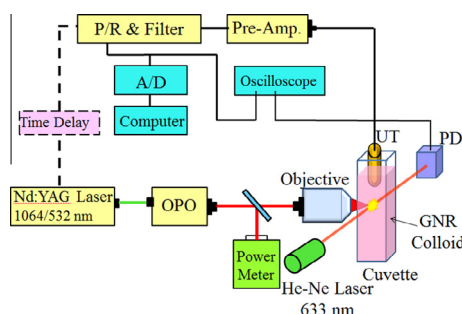 P/R & Filter
Pre-Amp.
A/D
Oscilloscope
Time Delay
Computer
UT
PD
Nd:YAG Laser
1064/532 nm
OPO
Objective
GNR
Colloid
Power
Meter
He-Ne Laser
633 nm
Cuvette